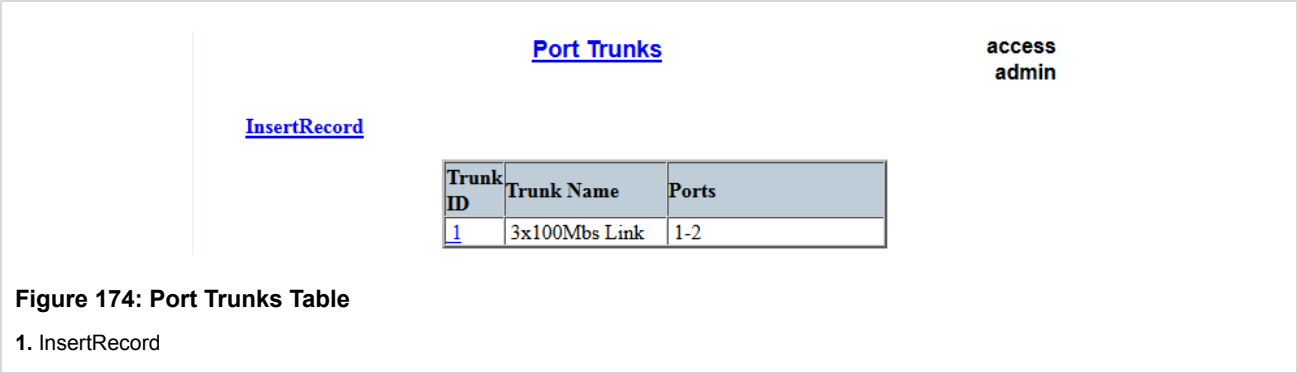 Port Trunks
access
admin
InsertRecord
Trunk ID Trunk Name Ports
1 3x100Mbs Link 1-2
Figure 174: Port Trunks Table
1. InsertRecord